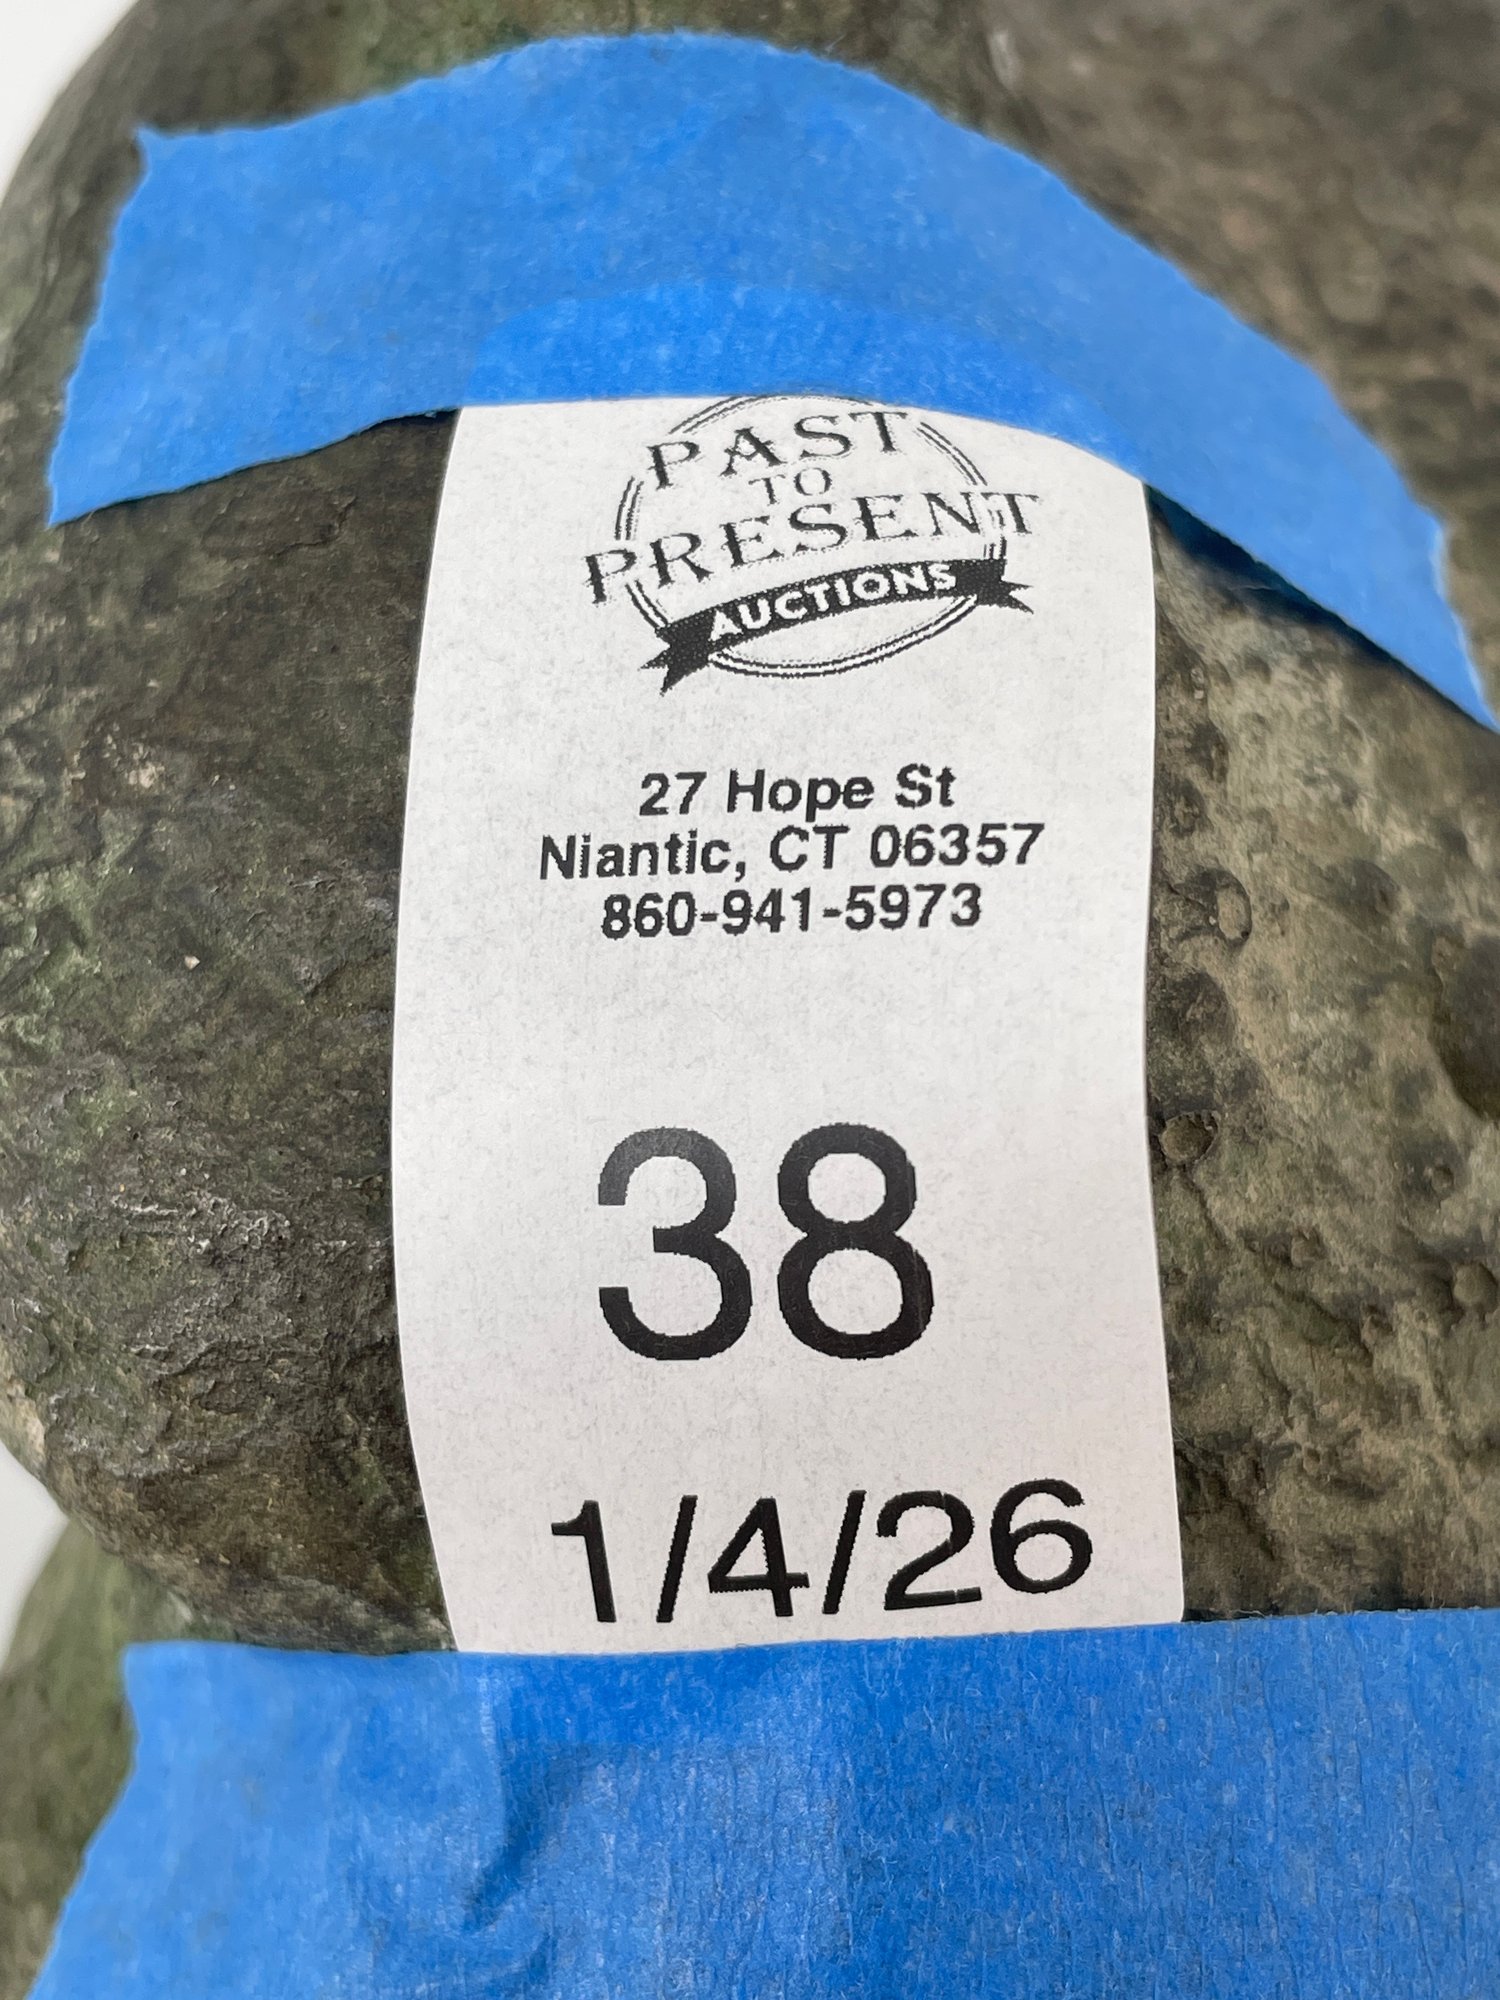 PAST
TO
PRESENT
AUCTIONS
27 Hope St
Niantic, CT 06357
860-941-5973
38
1/4/26